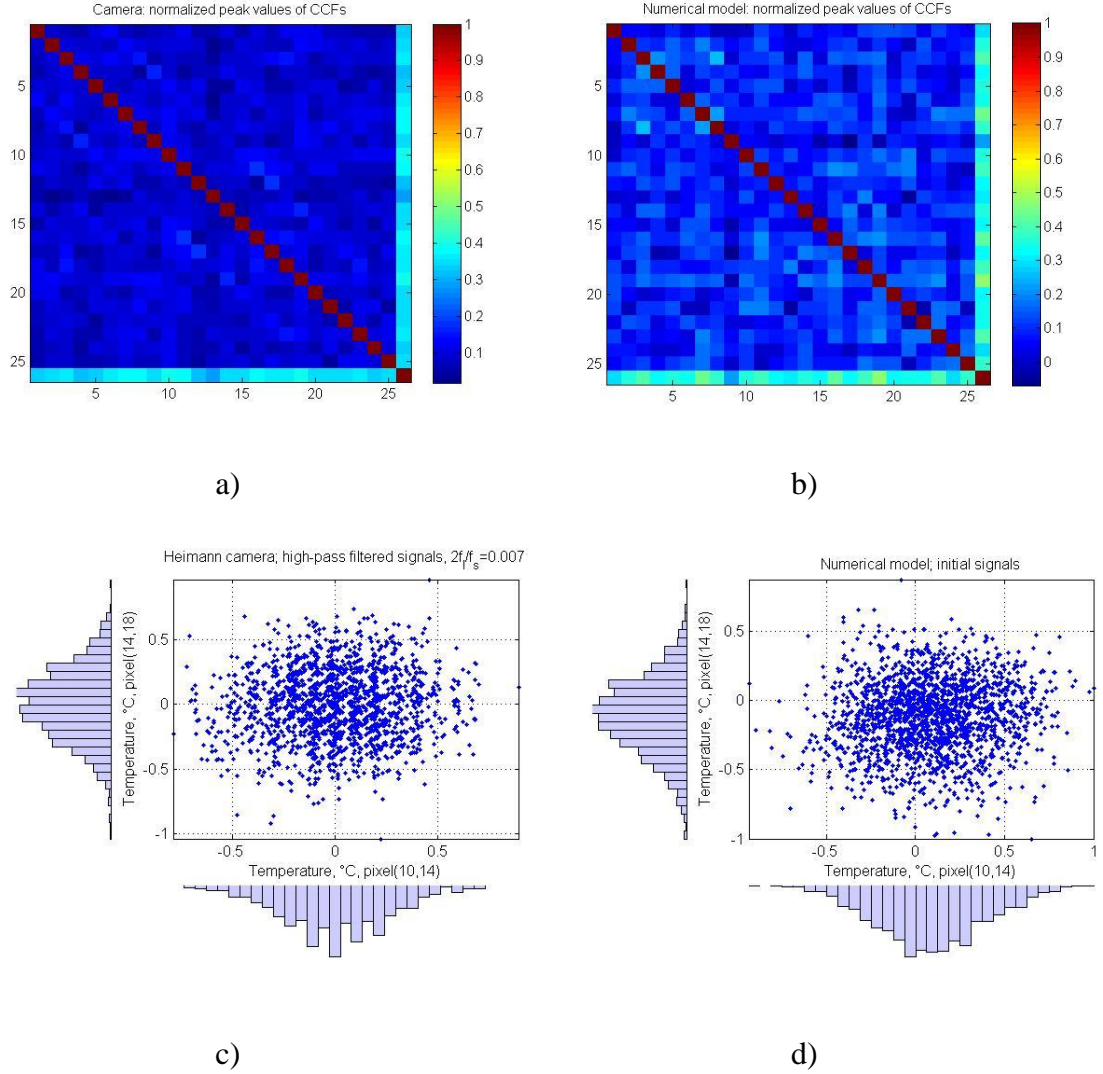 Camera: normalized peak values of CCFs
5
10
15
20
25
5 10 15 20 25
1
0.9
0.8
0.7
0.6
0.5
0.4
0.3
0.2
0.1
Numerical model: normalized peak values of CCFs
5
10
15
20
25
5 10 15 20 25
1
0.9
0.8
0.7
0.6
0.5
0.4
0.3
0.2
0.1
0
a)
b)
Heimann camera; high-pass filtered signals, 2f_l/f_s=0.007
Temperature, °C, pixel(14,18)
0.5
0
-0.5
-1
-0.5 0 0.5
Temperature, °C, pixel(10,14)
Numerical model; initial signals
Temperature, °C, pixel(14,18)
0.5
0
-0.5
-1
-0.5 0 0.5 1
Temperature, °C, pixel(10,14)
c)
d)